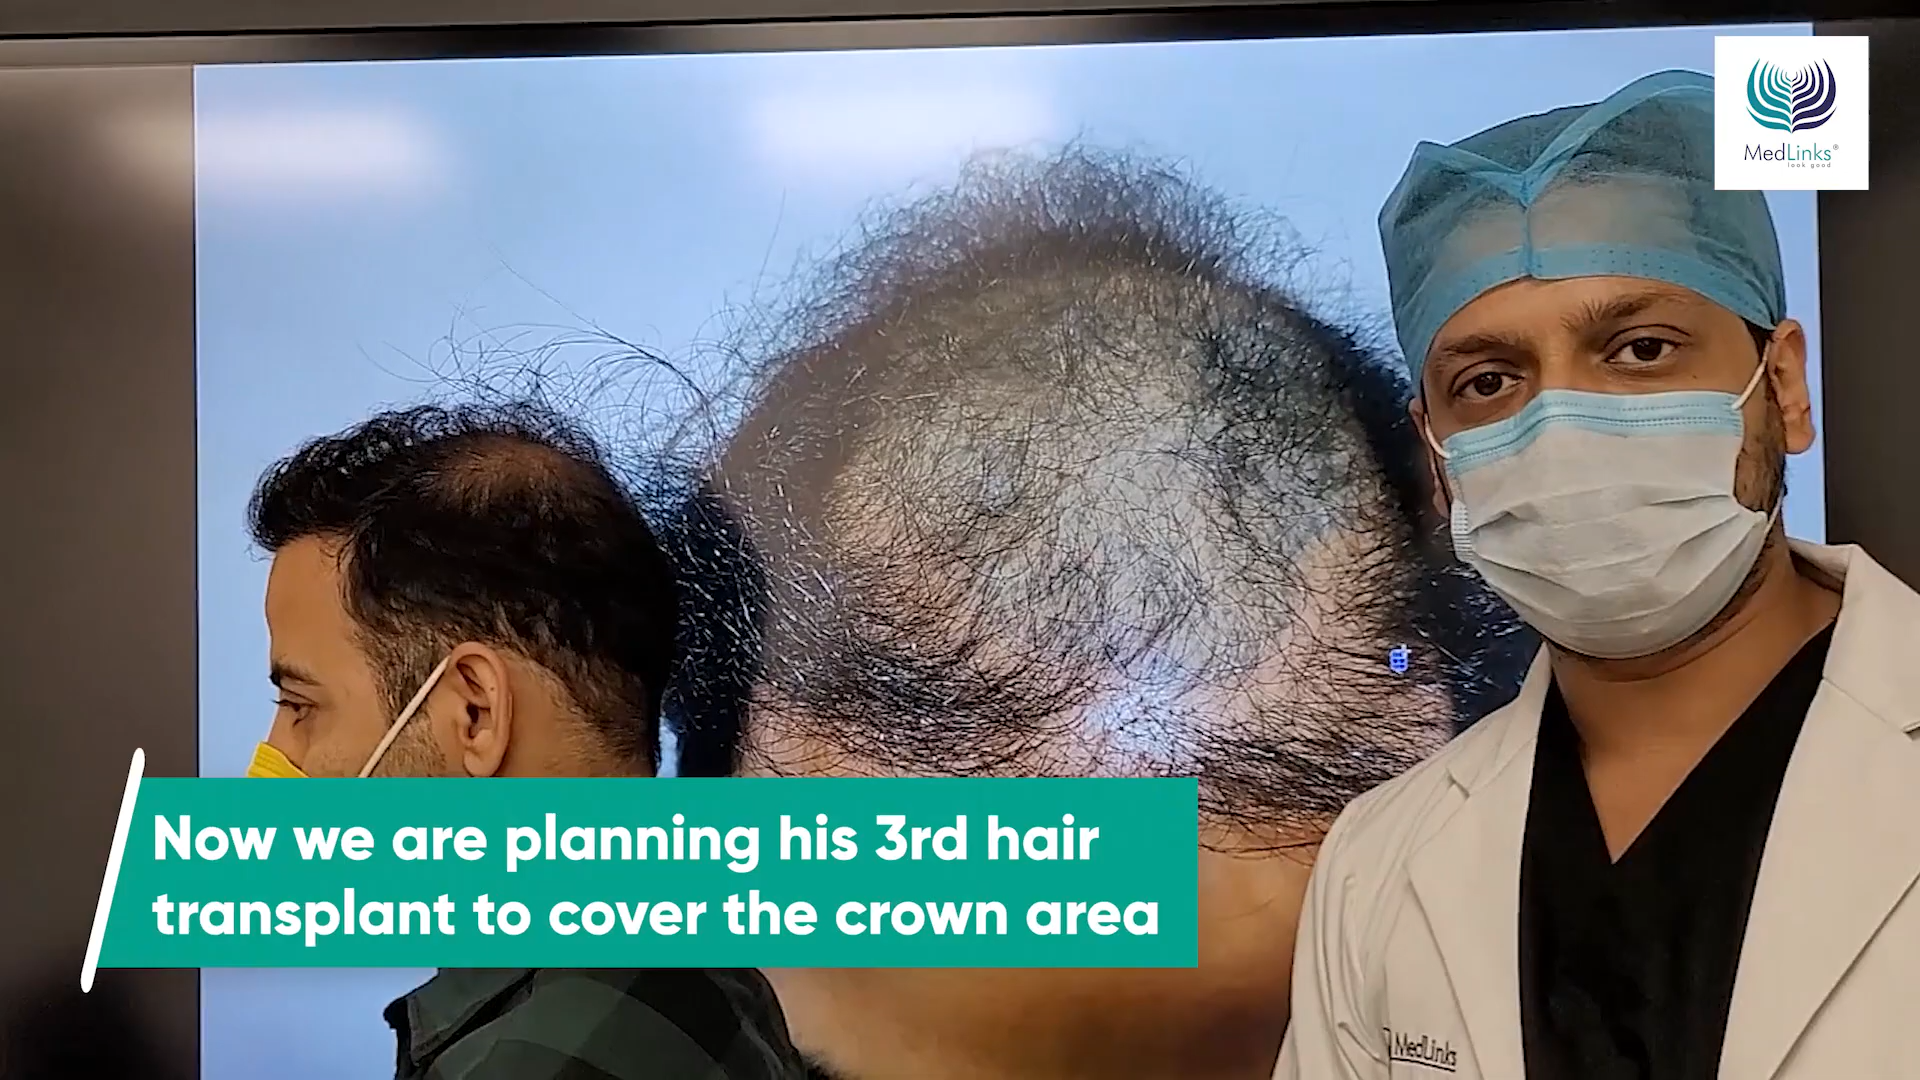 MedLinks®
look good
Now we are planning his 3rd hair
transplant to cover the crown area
MedLinks